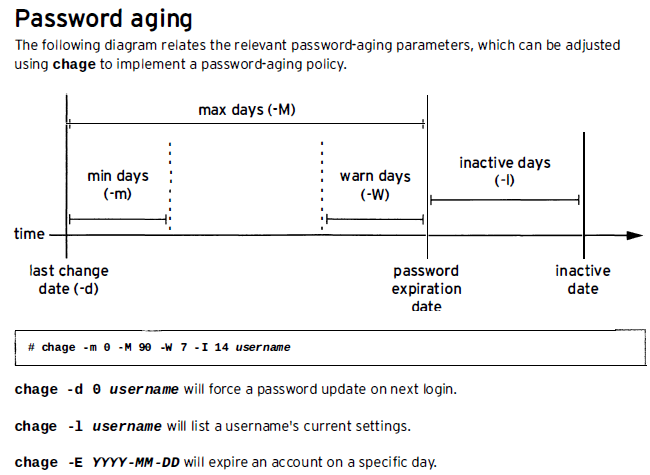 Password aging
The following diagram relates the relevant password-aging parameters, which can be adjusted
using chage to implement a password-aging policy.
max days (-M)
min days
(-m)
warn days
(-W)
inactive days
(-I)
time
last change
date (-d)
password
expiration
date
inactive
date
# chage -m 0 -M 90 -W 7 -I 14 username
chage -d 0 username will force a password update on next login.
chage -l username will list a username's current settings.
chage -E YYYY-MM-DD will expire an account on a specific day.